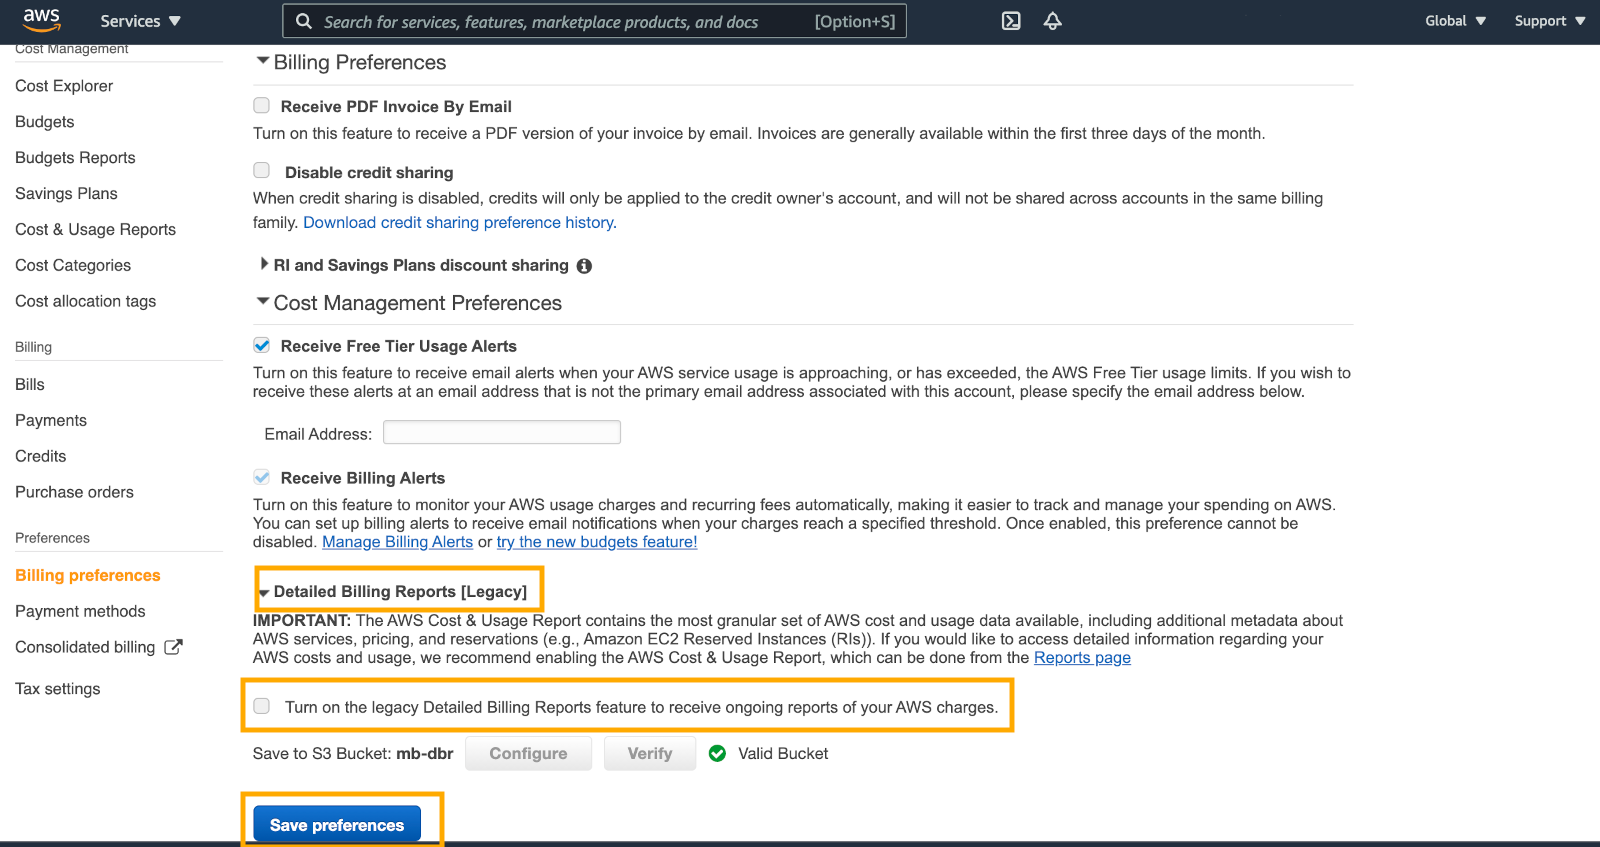 aws
Services
Search for services, features, marketplace products, and docs [Option+S]
Global
Support
Cost Management
Cost Explorer
Budgets
Budgets Reports
Savings Plans
Cost & Usage Reports
Cost Categories
Cost allocation tags
Billing
Bills
Payments
Credits
Purchase orders
Preferences
Billing preferences
Payment methods
Consolidated billing
Tax settings
Billing Preferences
Receive PDF Invoice By Email
Turn on this feature to receive a PDF version of your invoice by email. Invoices are generally available within the first three days of the month.
Disable credit sharing
When credit sharing is disabled, credits will only be applied to the credit owner's account, and will not be shared across accounts in the same billing
family. Download credit sharing preference history.
RI and Savings Plans discount sharing
Cost Management Preferences
Receive Free Tier Usage Alerts
Turn on this feature to receive email alerts when your AWS service usage is approaching, or has exceeded, the AWS Free Tier usage limits. If you wish to
receive these alerts at an email address that is not the primary email address associated with this account, please specify the email address below.
Email Address:
Receive Billing Alerts
Turn on this feature to monitor your AWS usage charges and recurring fees automatically, making it easier to track and manage your spending on AWS.
You can set up billing alerts to receive email notifications when your charges reach a specified threshold. Once enabled, this preference cannot be
disabled. Manage Billing Alerts or try the new budgets feature!
Detailed Billing Reports [Legacy]
IMPORTANT: The AWS Cost & Usage Report contains the most granular set of AWS cost and usage data available, including additional metadata about
AWS services, pricing, and reservations (e.g., Amazon EC2 Reserved Instances (RIs)). If you would like to access detailed information regarding your
AWS costs and usage, we recommend enabling the AWS Cost & Usage Report, which can be done from the Reports page
Turn on the legacy Detailed Billing Reports feature to receive ongoing reports of your AWS charges.
Save to S3 Bucket: mb-dbr Configure Verify Valid Bucket
Save preferences